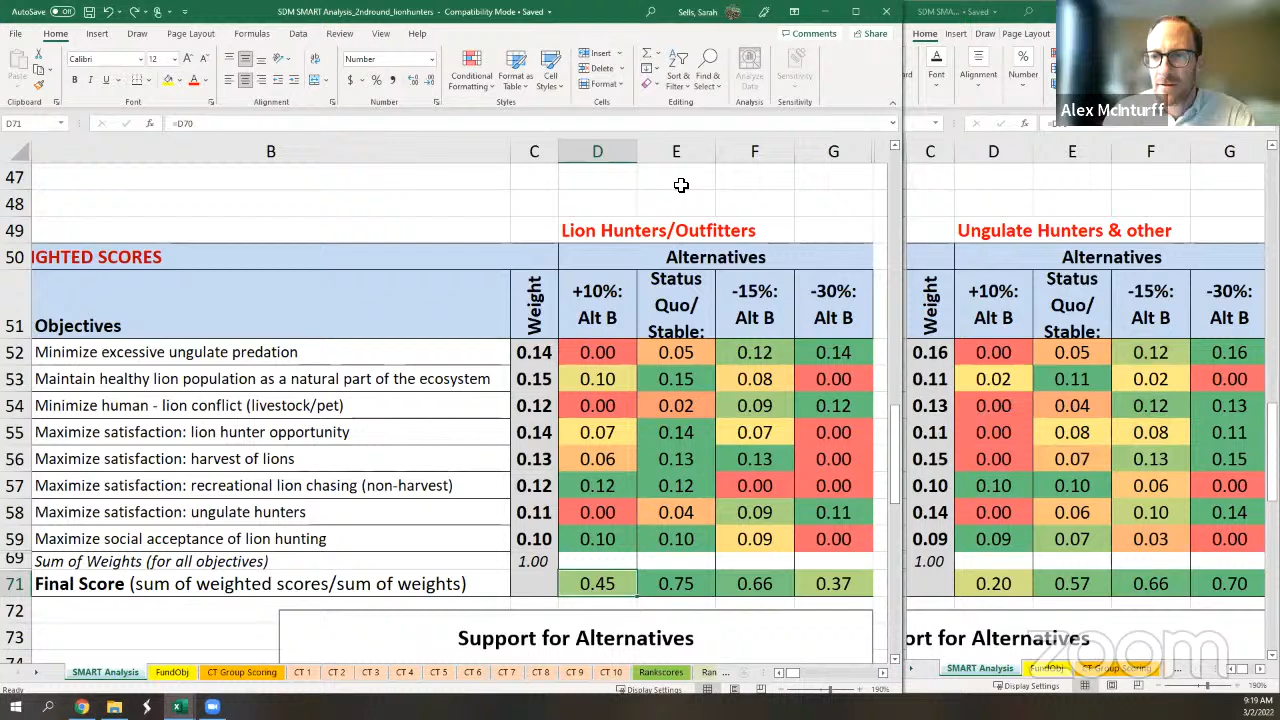 AutoSave Off SDM SMART Analysis_2ndround_lionhunters - Compatibility Mode • Saved Sells, Sarah SDM SMA... • Saved
File Home Insert Draw Page Layout Formulas Data Review View Help Comments Share File Home Insert Draw
Paste Calibri 12 Number Conditional Formatting Format as Table Cell Styles Insert Delete Format Sort & Filter Find & Select Analyze Data Sensitivity Paste Font Alignment Number
Clipboard Font Alignment Number Styles Cells Editing Analysis Sensitivity Clipboard
Alex McInturff
D71 =D70
B C D E F G C D E F G
47
48
49 Lion Hunters/Outfitters Ungulate Hunters & other
50 IGHTED SCORES Alternatives Alternatives
51 Objectives Weight +10%: Alt B Status Quo/ Stable: -15%: Alt B -30%: Alt B Weight +10%: Alt B Status Quo/ Stable: -15%: Alt B -30%: Alt B
52 Minimize excessive ungulate predation 0.14 0.00 0.05 0.12 0.14 0.16 0.00 0.05 0.12 0.16
53 Maintain healthy lion population as a natural part of the ecosystem 0.15 0.10 0.15 0.08 0.00 0.11 0.02 0.11 0.02 0.00
54 Minimize human - lion conflict (livestock/pet) 0.12 0.00 0.02 0.09 0.12 0.13 0.00 0.04 0.12 0.13
55 Maximize satisfaction: lion hunter opportunity 0.14 0.07 0.14 0.07 0.00 0.11 0.00 0.08 0.08 0.11
56 Maximize satisfaction: harvest of lions 0.13 0.06 0.13 0.13 0.00 0.15 0.00 0.07 0.13 0.15
57 Maximize satisfaction: recreational lion chasing (non-harvest) 0.12 0.12 0.12 0.00 0.00 0.10 0.10 0.10 0.06 0.00
58 Maximize satisfaction: ungulate hunters 0.11 0.00 0.04 0.09 0.11 0.14 0.00 0.06 0.10 0.14
59 Maximize social acceptance of lion hunting 0.10 0.10 0.10 0.09 0.00 0.09 0.09 0.07 0.03 0.00
69 Sum of Weights (for all objectives) 1.00 1.00
71 Final Score (sum of weighted scores/sum of weights) 0.45 0.75 0.66 0.37 0.20 0.57 0.66 0.70
72
73 Support for Alternatives ort for Alternatives
zoom
SMART Analysis FundObj CT Group Scoring CT 1 CT 2 CT 3 CT 4 CT 5 CT 6 CT 7 CT 8 CT 9 CT 10 Rankscores Ran ... SMART Analysis FundObj CT Group Scoring ...
Ready Display Settings 190% Display Settings 190%
9:19 AM
3/2/2022